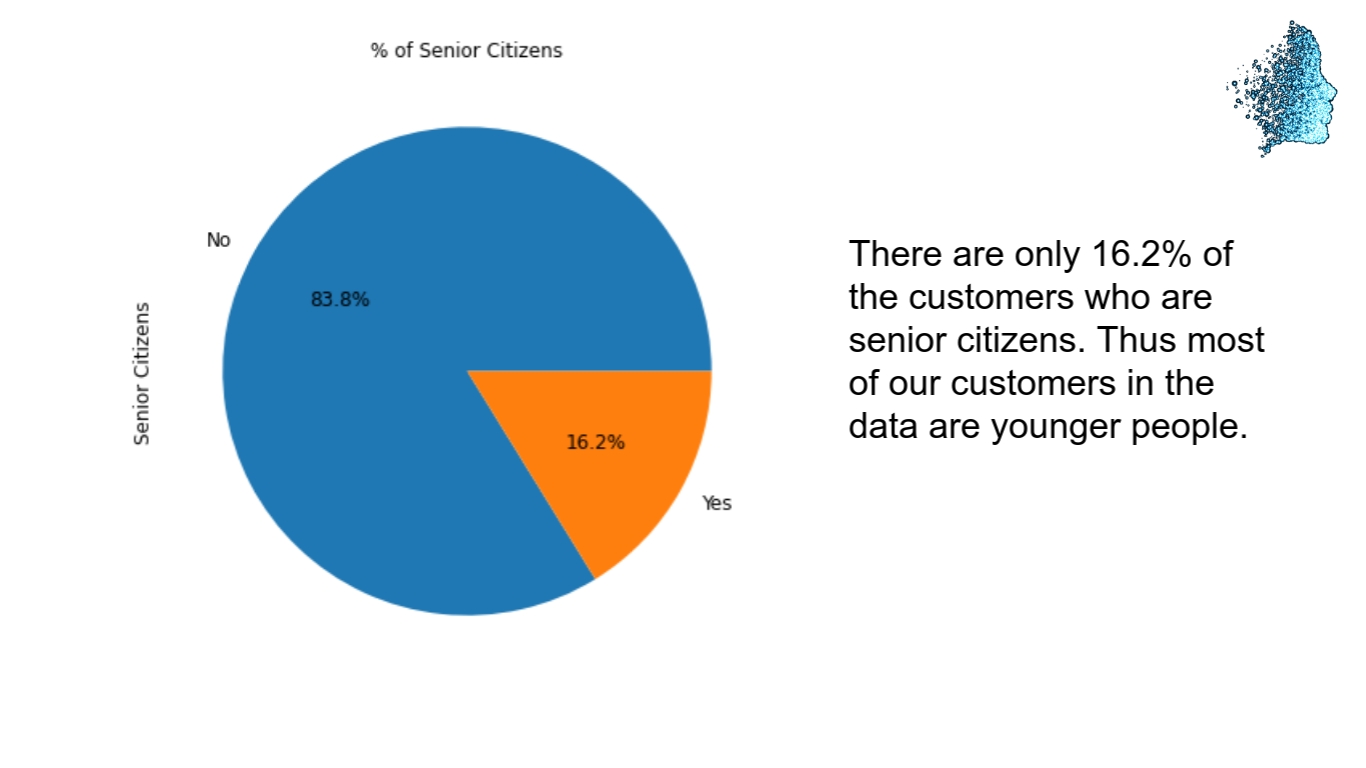 % of Senior Citizens
No
83.8%
Senior Citizens
16.2%
Yes
There are only 16.2% of
the customers who are
senior citizens. Thus most
of our customers in the
data are younger people.